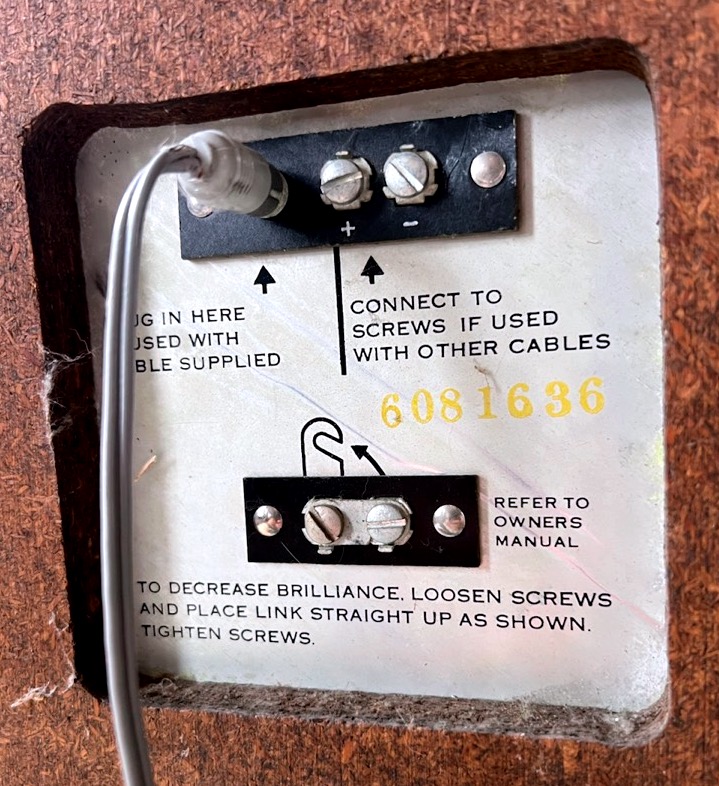 + -
UG IN HERE
USED WITH
BLE SUPPLIED
CONNECT TO
SCREWS IF USED
WITH OTHER CABLES
6081636
REFER TO
OWNERS
MANUAL
TO DECREASE BRILLIANCE, LOOSEN SCREWS
AND PLACE LINK STRAIGHT UP AS SHOWN.
TIGHTEN SCREWS.